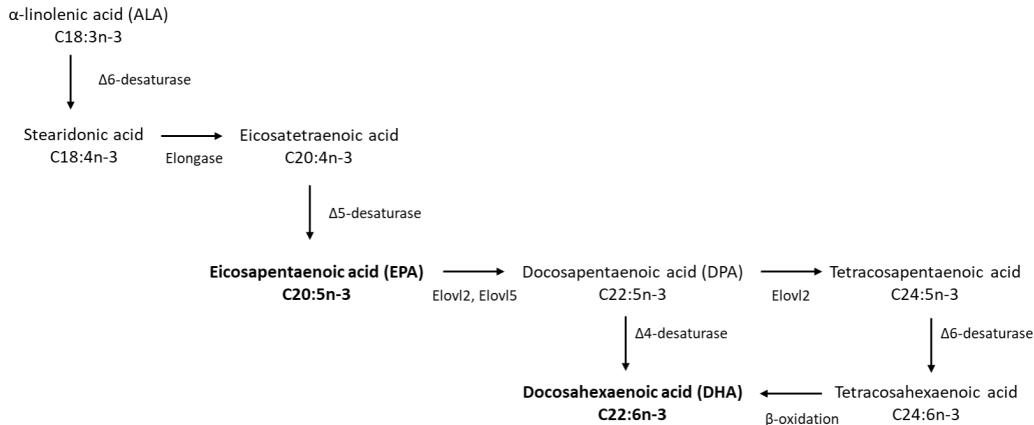 α-linolenic acid (ALA)
C18:3n-3
Δ6-desaturase
Stearidonic acid
C18:4n-3
Elongase
Eicosatetraenoic acid
C20:4n-3
Δ5-desaturase
Eicosapentaenoic acid (EPA)
C20:5n-3
Elovl2, Elovl5
Docosapentaenoic acid (DPA)
C22:5n-3
Elovl2
Tetracosapentaenoic acid
C24:5n-3
Δ4-desaturase
Δ6-desaturase
Docosahexaenoic acid (DHA)
C22:6n-3
β-oxidation
Tetracosahexaenoic acid
C24:6n-3